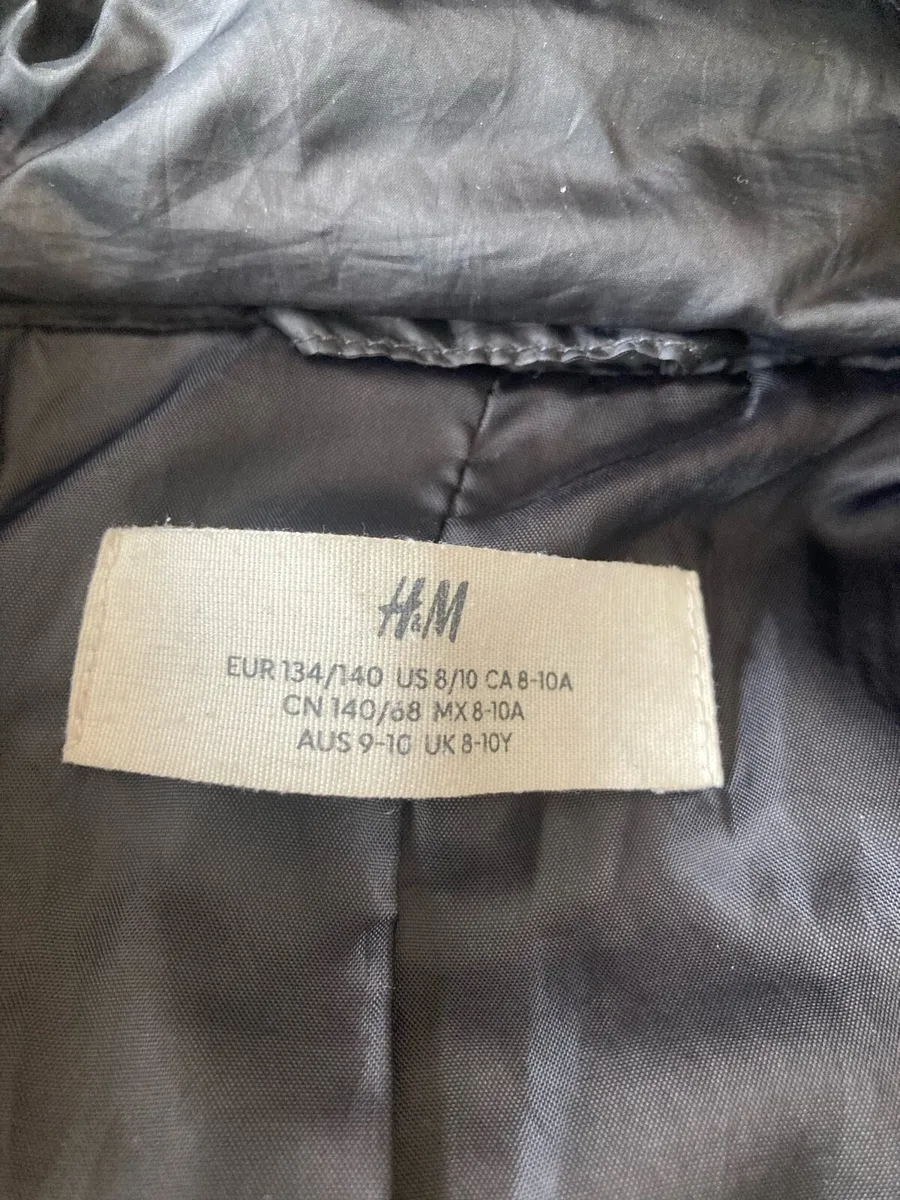 H&M
EUR 134/140 US 8/10 CA 8-10A
CN 140/68 MX 8-10A
AUS 9-10 UK 8-10Y